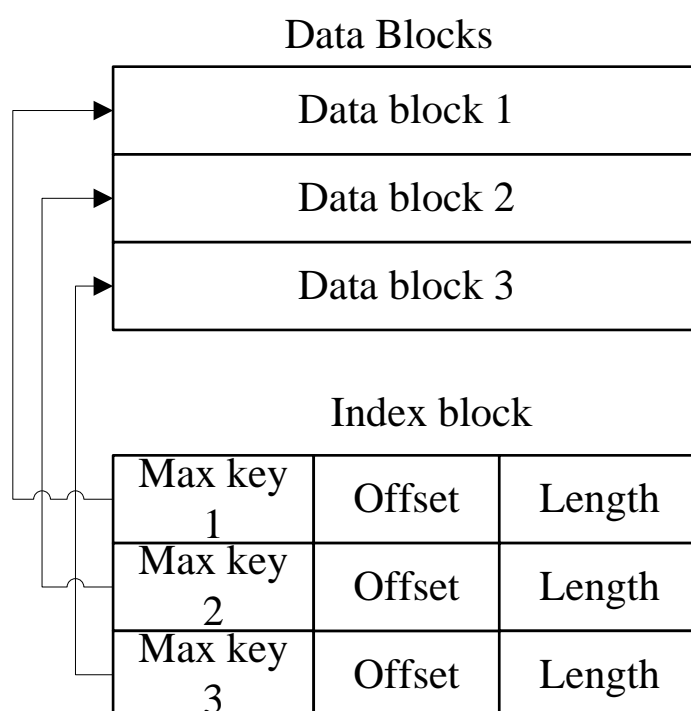 Data Blocks
Data block 1
Data block 2
Data block 3
Index block
Max key
1
Offset
Length
Max key
2
Offset
Length
Max key
3
Offset
Length